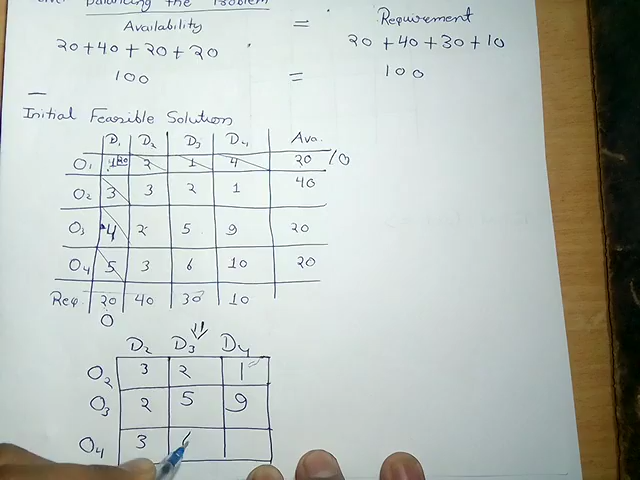 Balancing the Problem
Availability = Requirement
20 + 40 + 20 + 20 20 + 40 + 30 + 10
100 = 100
Initial Feasible Solution
D1 D2 D3 D4 Ava.
O1 4 20 2 1 4 20 /0
O2 3 3 2 1 40
O3 4 2 5 9 20
O4 5 3 6 10 20
Req 20 40 30 10
0
D2 D3 D4
O2 3 2 1
O3 2 5 9
O4 3